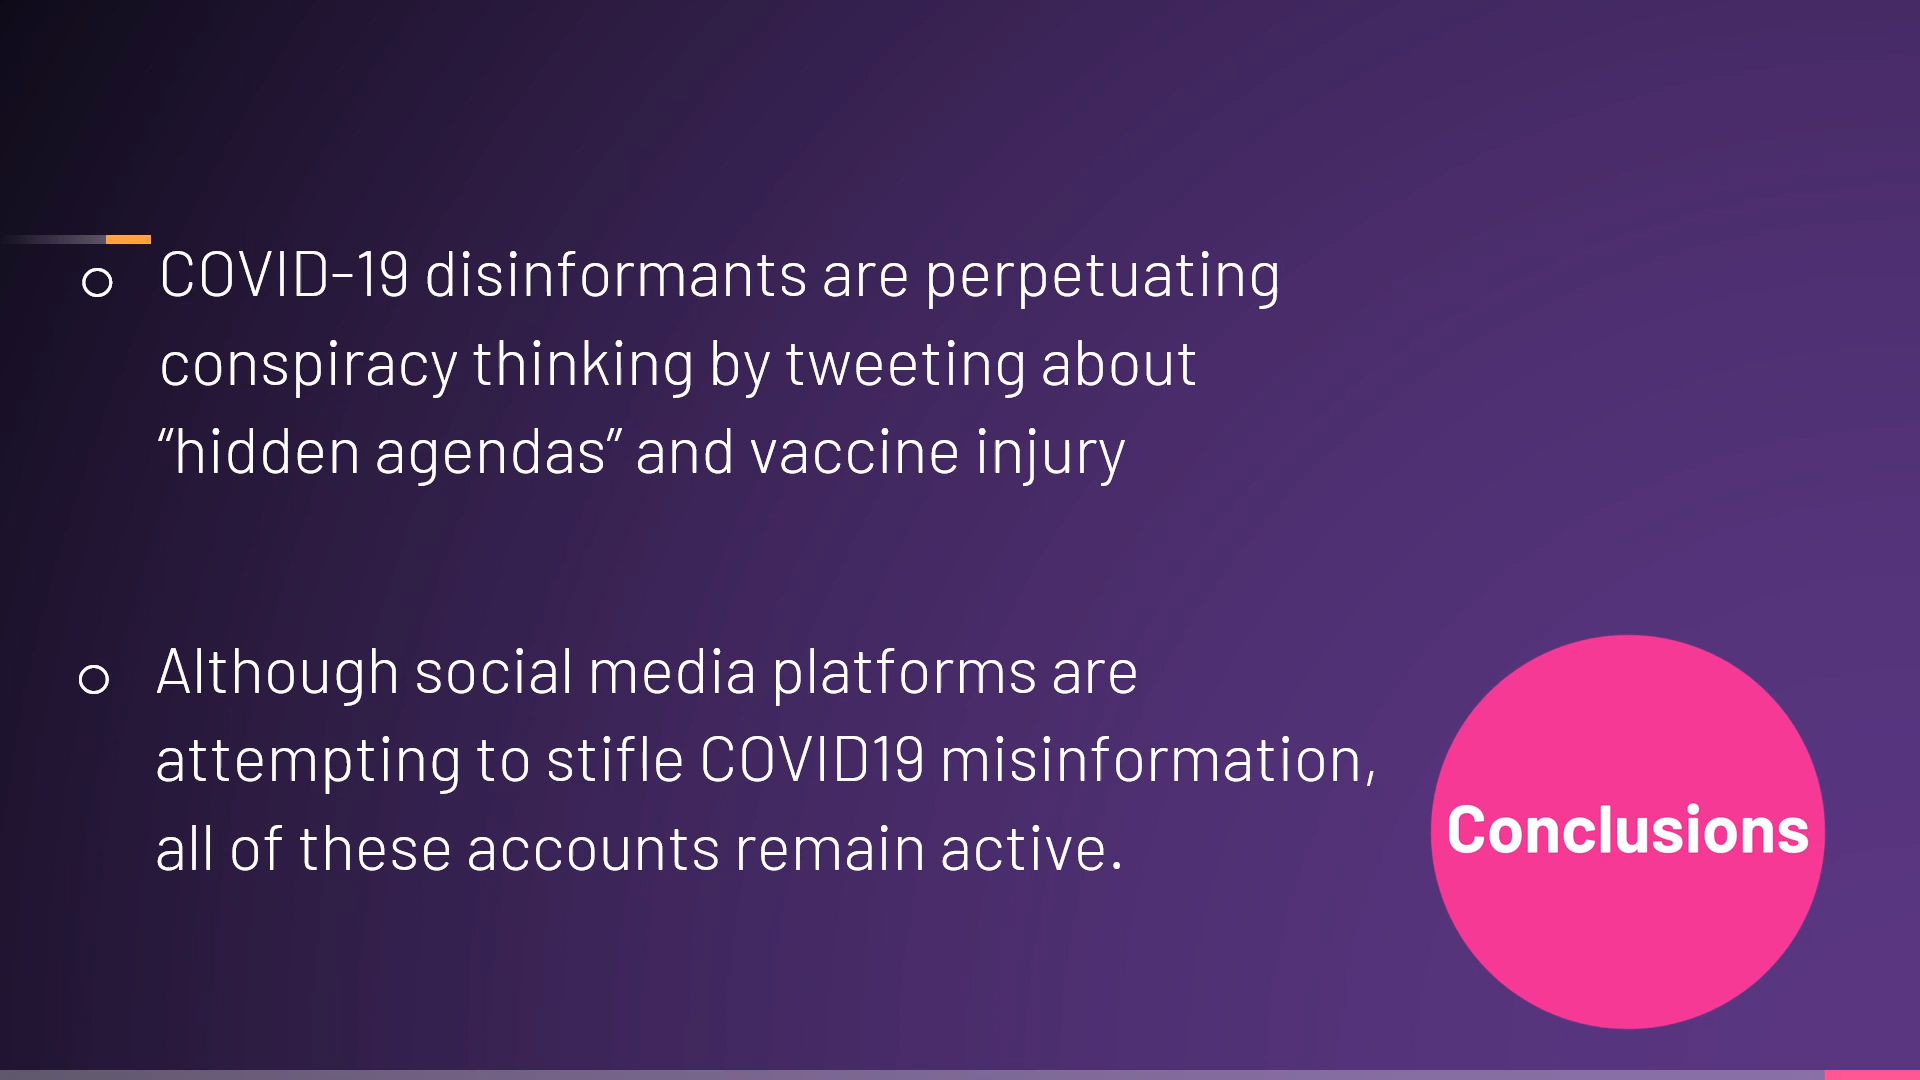 ○ COVID-19 disinformants are perpetuating
conspiracy thinking by tweeting about
“hidden agendas” and vaccine injury
○ Although social media platforms are
attempting to stifle COVID19 misinformation,
all of these accounts remain active.
Conclusions